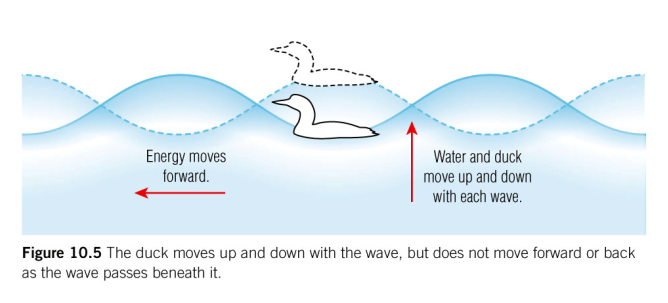 Energy moves
forward.
Water and duck
move up and down
with each wave.
Figure 10.5 The duck moves up and down with the wave, but does not move forward or back
as the wave passes beneath it.